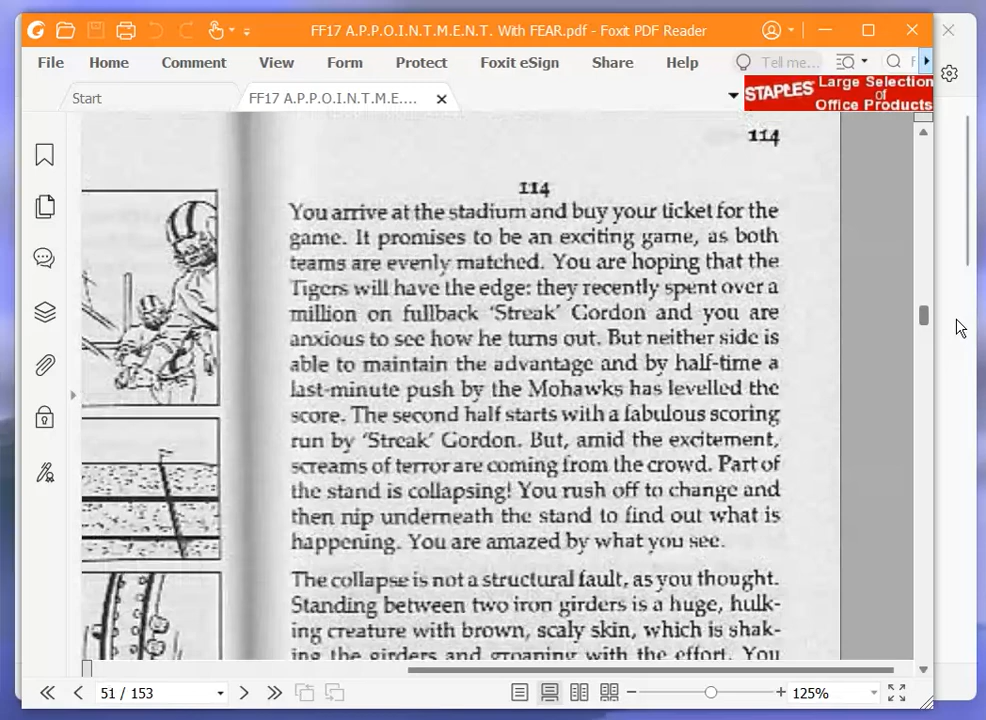 FF17 A.P.P.O.I.N.T.M.E.N.T. With FEAR.pdf - Foxit PDF Reader
File Home Comment View Form Protect Foxit eSign Share Help Tell me... F
Start FF17 A.P.P.O.I.N.T.M.E....
STAPLES Large Selection
of
Office Products
114
114
You arrive at the stadium and buy your ticket for the
game. It promises to be an exciting game, as both
teams are evenly matched. You are hoping that the
Tigers will have the edge: they recently spent over a
million on fullback ‘Streak’ Gordon and you are
anxious to see how he turns out. But neither side is
able to maintain the advantage and by half-time a
last-minute push by the Mohawks has levelled the
score. The second half starts with a fabulous scoring
run by ‘Streak’ Gordon. But, amid the excitement,
screams of terror are coming from the crowd. Part of
the stand is collapsing! You rush off to change and
then nip underneath the stand to find out what is
happening. You are amazed by what you see.
The collapse is not a structural fault, as you thought.
Standing between two iron girders is a huge, hulk-
ing creature with brown, scaly skin, which is shak-
ing the girders and groaning with the effort. You
51 / 153 125%